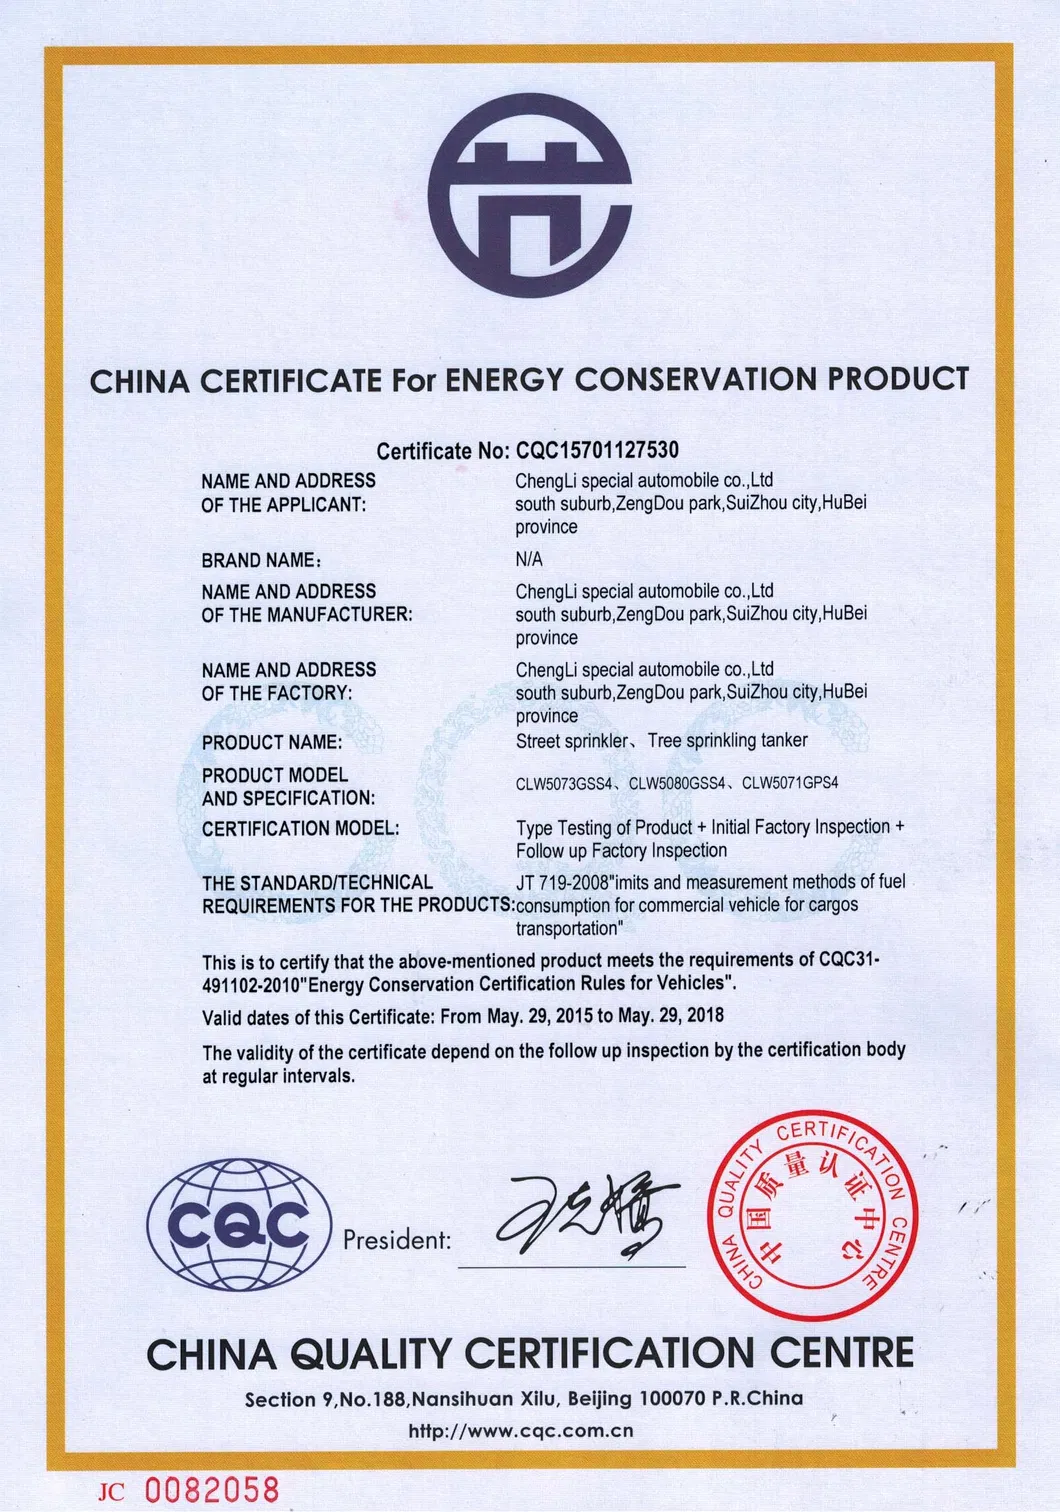 CHINA CERTIFICATE For ENERGY CONSERVATION PRODUCT
Certificate No: CQC15701127530
NAME AND ADDRESS
OF THE APPLICANT:
ChengLi special automobile co.,Ltd
south suburb,ZengDou park,SuiZhou city,HuBei
province
BRAND NAME:
N/A
NAME AND ADDRESS
OF THE MANUFACTURER:
ChengLi special automobile co.,Ltd
south suburb,ZengDou park,SuiZhou city,HuBei
province
NAME AND ADDRESS
OF THE FACTORY:
ChengLi special automobile co.,Ltd
south suburb,ZengDou park,SuiZhou city,HuBei
province
PRODUCT NAME:
Street sprinkler、Tree sprinkling tanker
PRODUCT MODEL
AND SPECIFICATION:
CLW5073GSS4、CLW5080GSS4、CLW5071GPS4
CERTIFICATION MODEL:
Type Testing of Product + Initial Factory Inspection +
Follow up Factory Inspection
THE STANDARD/TECHNICAL
REQUIREMENTS FOR THE PRODUCTS:
JT 719-2008"imits and measurement methods of fuel
consumption for commercial vehicle for cargos
transportation"
This is to certify that the above-mentioned product meets the requirements of CQC31-
491102-2010"Energy Conservation Certification Rules for Vehicles".
Valid dates of this Certificate: From May. 29, 2015 to May. 29, 2018
The validity of the certificate depend on the follow up inspection by the certification body
at regular intervals.
CQC
CQC
President:
CHINA QUALITY CERTIFICATION CENTRE
中国质量认证中心
CHINA QUALITY CERTIFICATION CENTRE
Section 9,No.188,Nansihuan Xilu, Beijing 100070 P.R.China
http://www.cqc.com.cn
JC 0082058